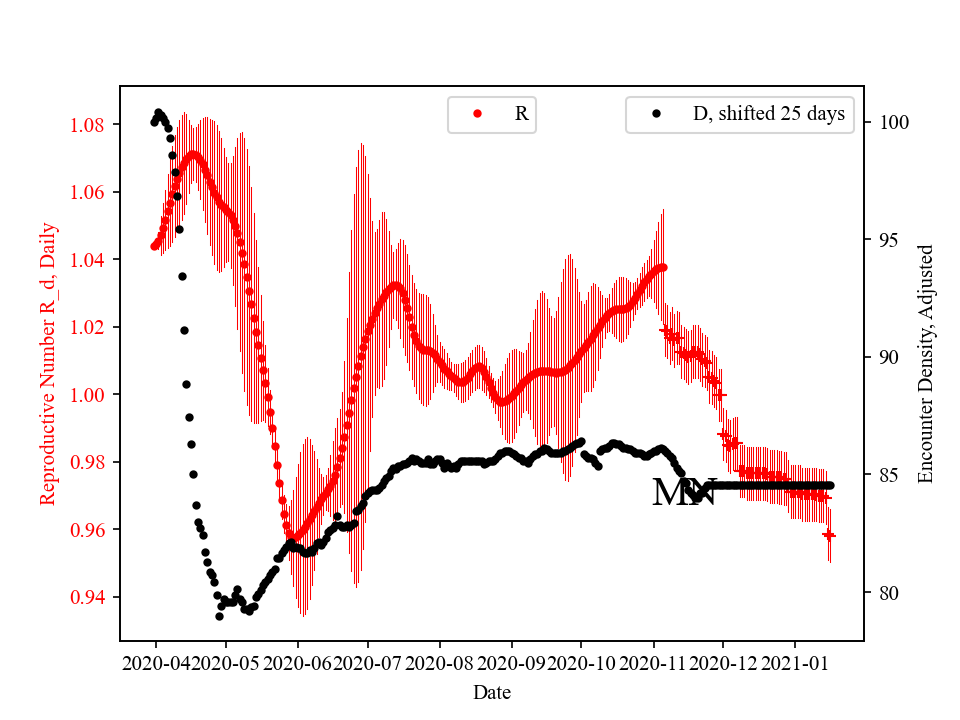 R
D, shifted 25 days
1.08
1.06
1.04
1.02
1.00
0.98
0.96
0.94
Reproductive Number R_d, Daily
100
95
90
85
80
Encounter Density, Adjusted
MN
2020-04 2020-05 2020-06 2020-07 2020-08 2020-09 2020-10 2020-11 2020-12 2021-01
Date